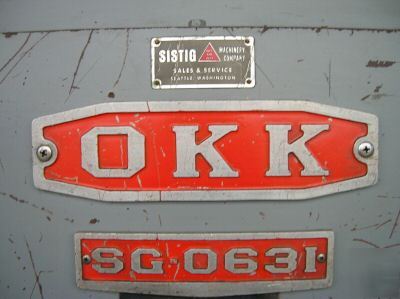 SISTIG MACHINERY COMPANY
SALES & SERVICE
SEATTLE, WASHINGTON
OKK
SG-0631